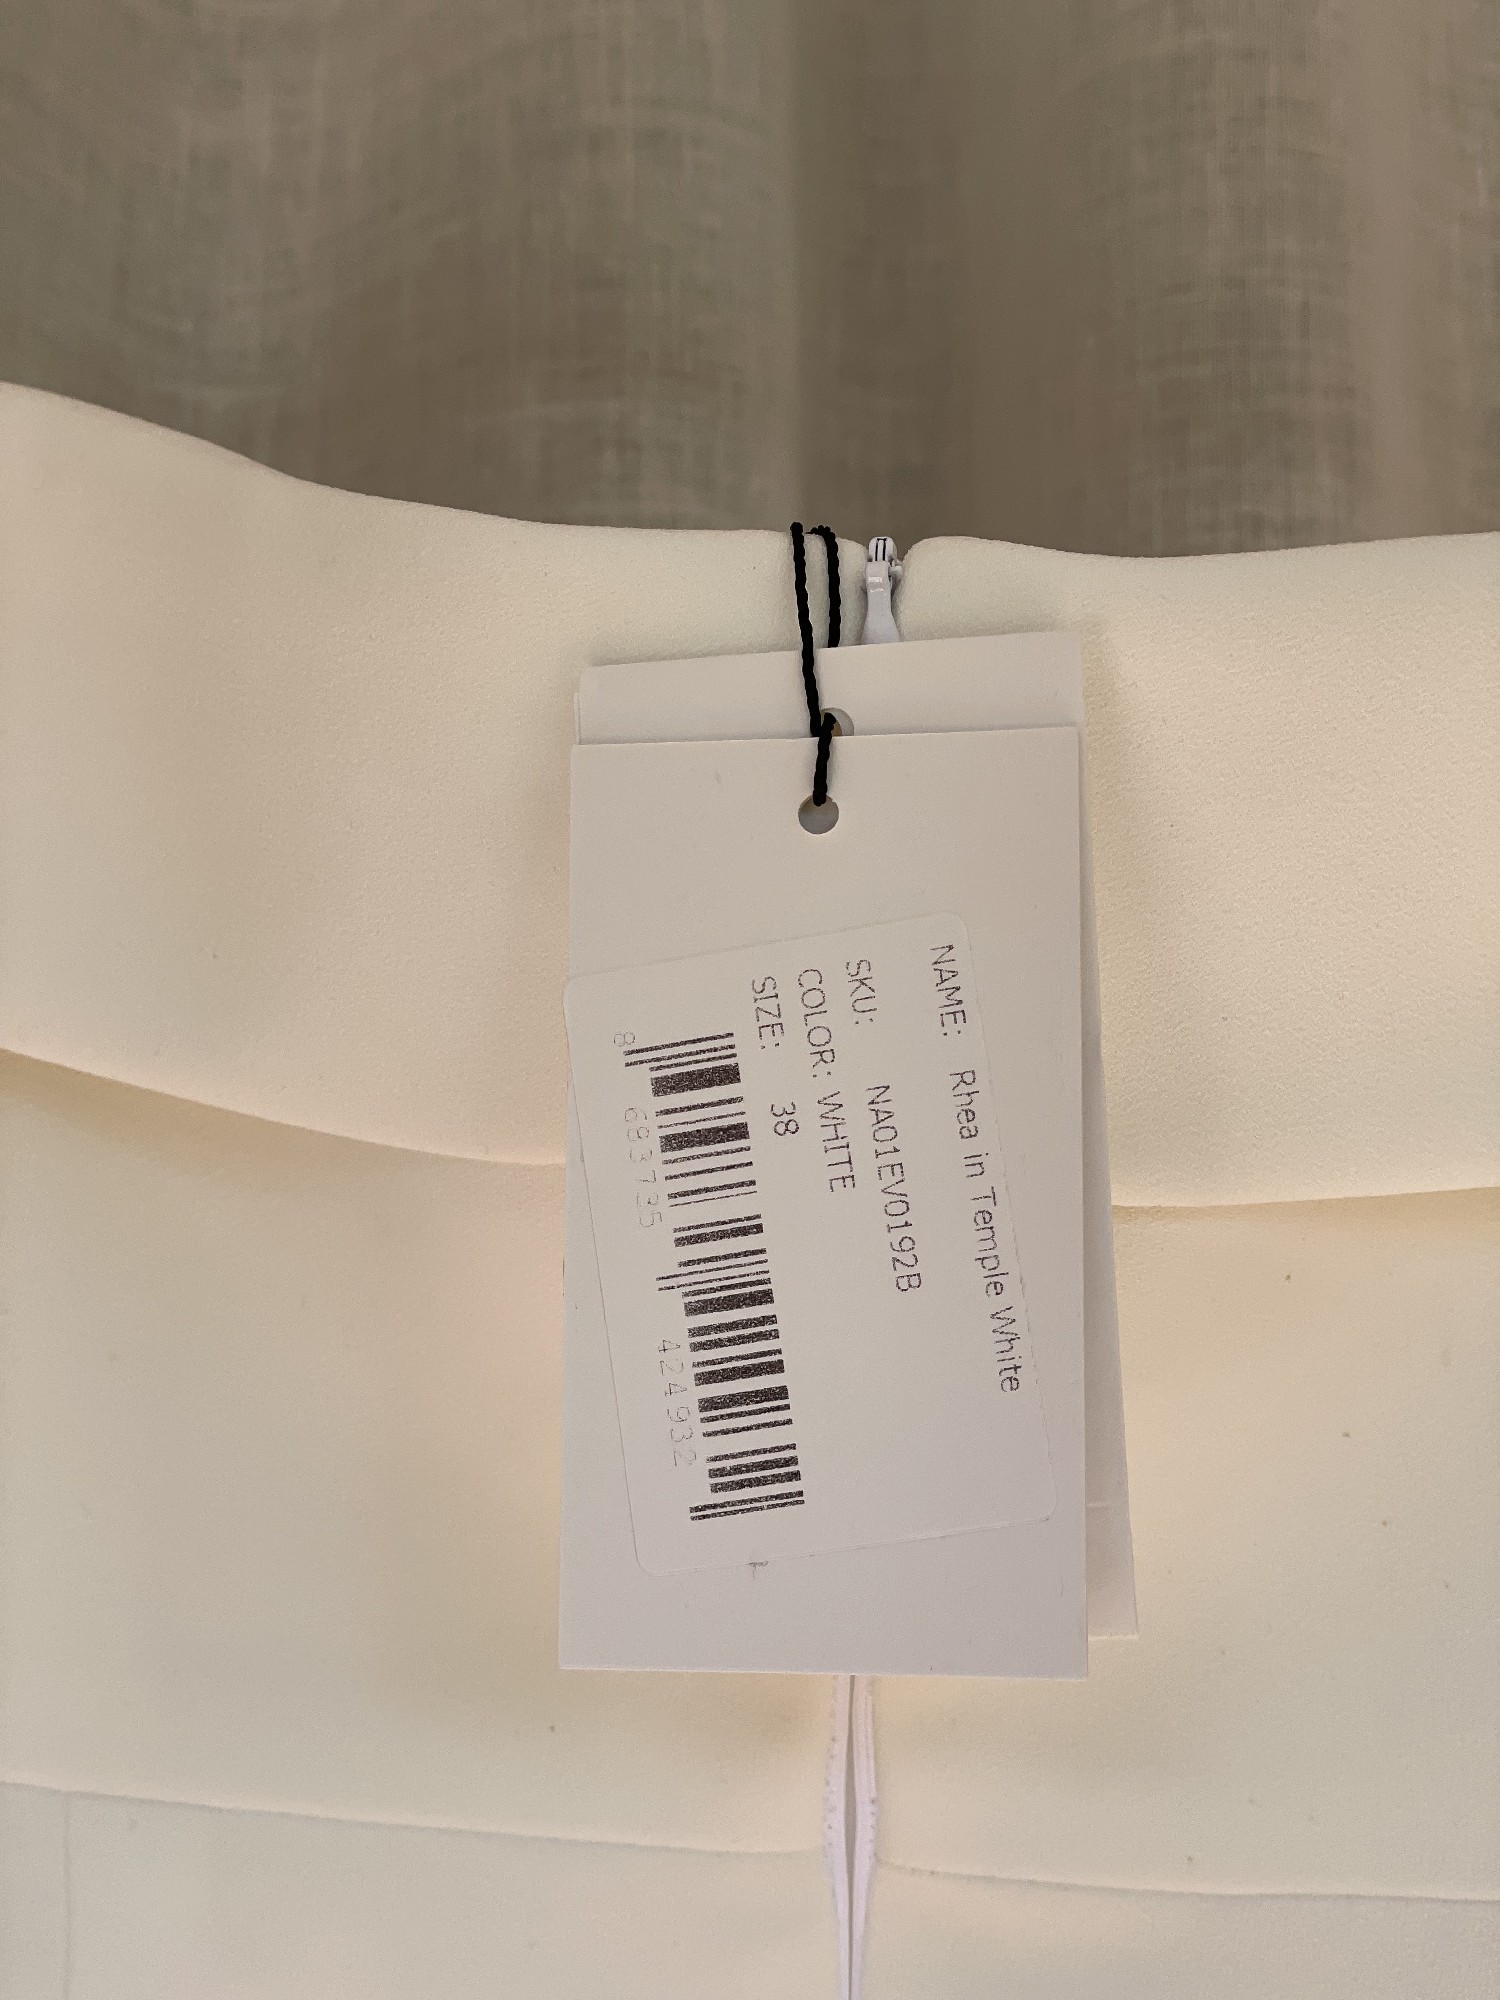 NAME: Rhea in Temple White
SKU: NA01EV0192B
COLOR: WHITE
SIZE: 38
8 683735 424932